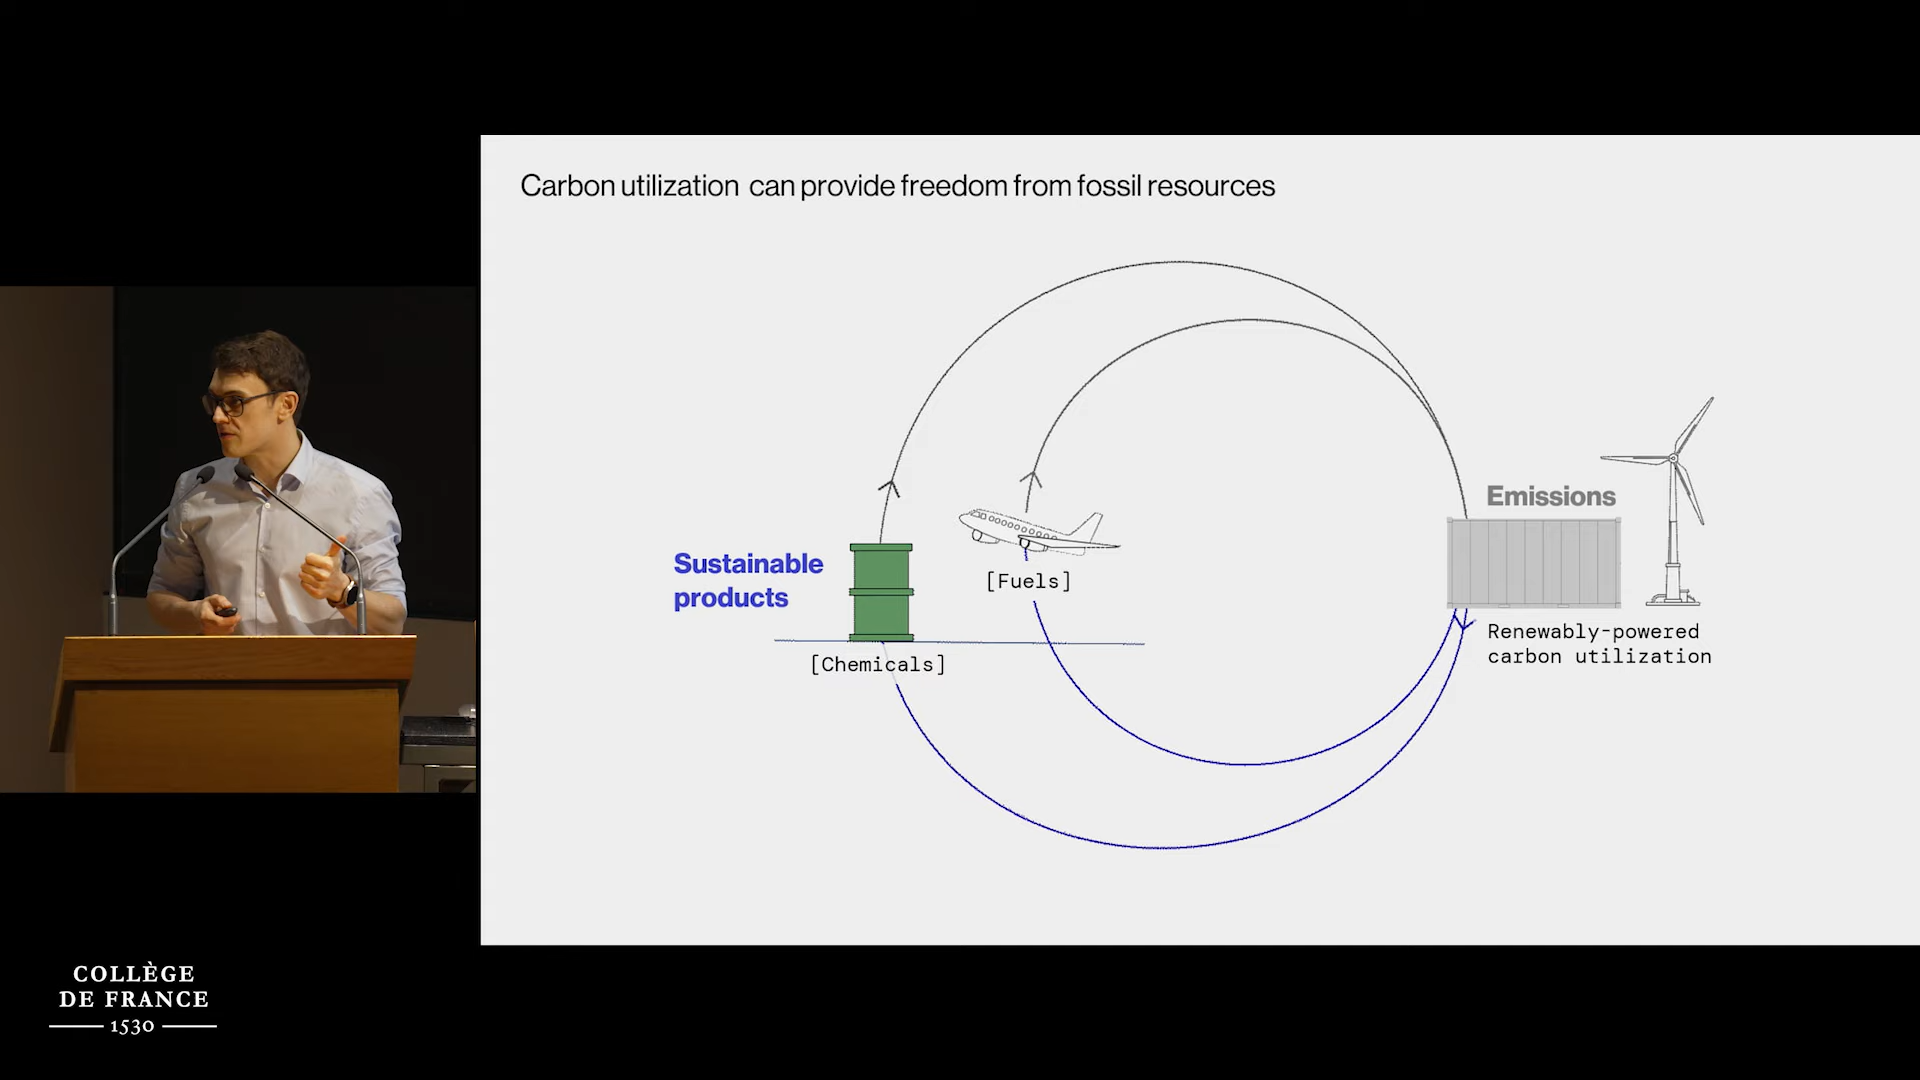 Carbon utilization can provide freedom from fossil resources
Emissions
Sustainable
products
[Fuels]
[Chemicals]
Renewably-powered
carbon utilization
COLLÈGE
DE FRANCE
1530